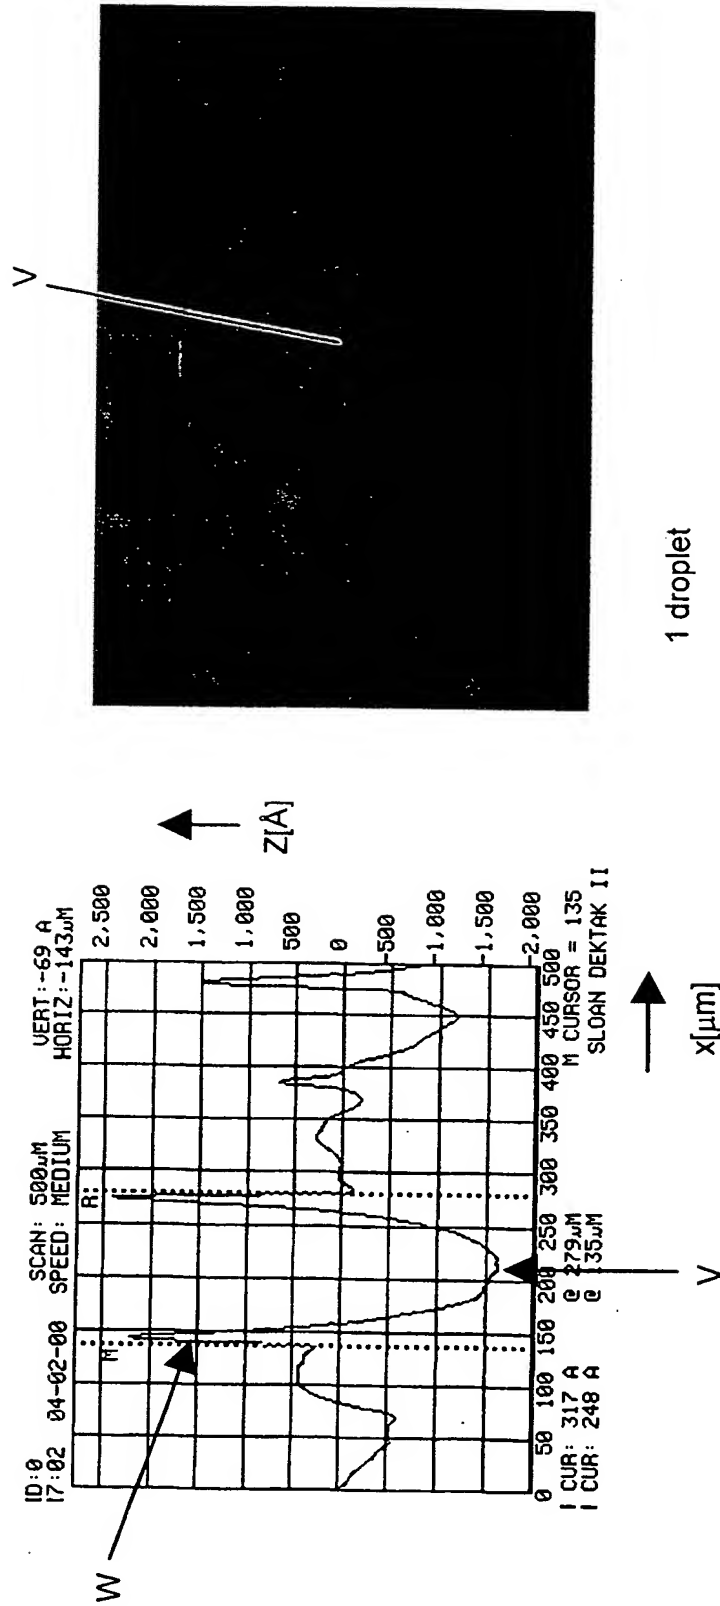 ID:0 SCAN: 500µM VERT:-69 A
17:02 04-02-00 SPEED: MEDIUM HORIZ:-143µM
W
M
R:
2,500
2,000
1,500
1,000
500
0
-500
-1,000
-1,500
-2,000
Z[Å]
0 50 100 150 200 250 300 350 400 450 500
CUR: 317 A @ 279µM M CURSOR = 135
CUR: 248 A @ 135µM SLOAN DEKTAK II
X[µm]
V
V
1 droplet